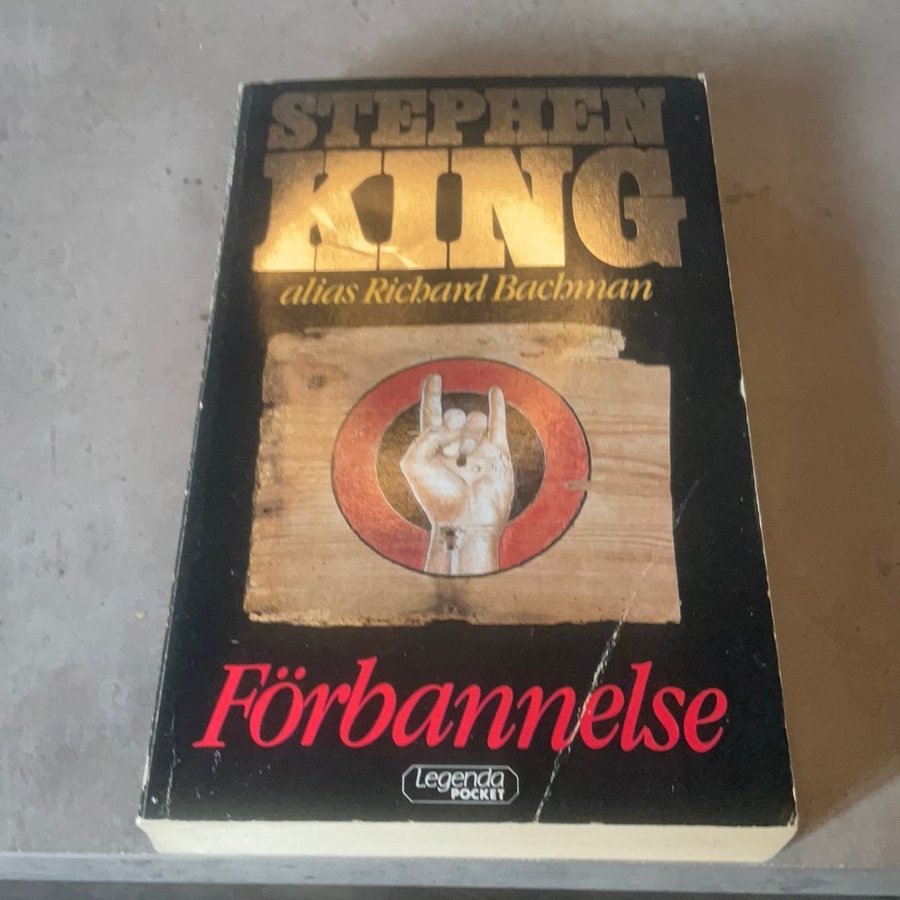 STEPHEN
KING
alias Richard Bachman
Förbannelse
Legenda
POCKET